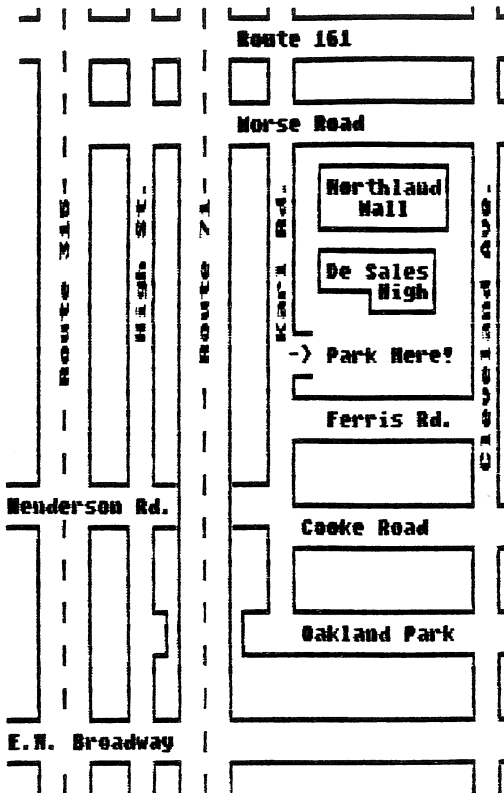 Route 161
Morse Road
Northland
Mall
De Sales
High
Route 315
High St.
Route 71
Karl Rd.
Cleveland Ave.
-> Park Here!
Ferris Rd.
Henderson Rd.
Cooke Road
Oakland Park
E.N. Broadway